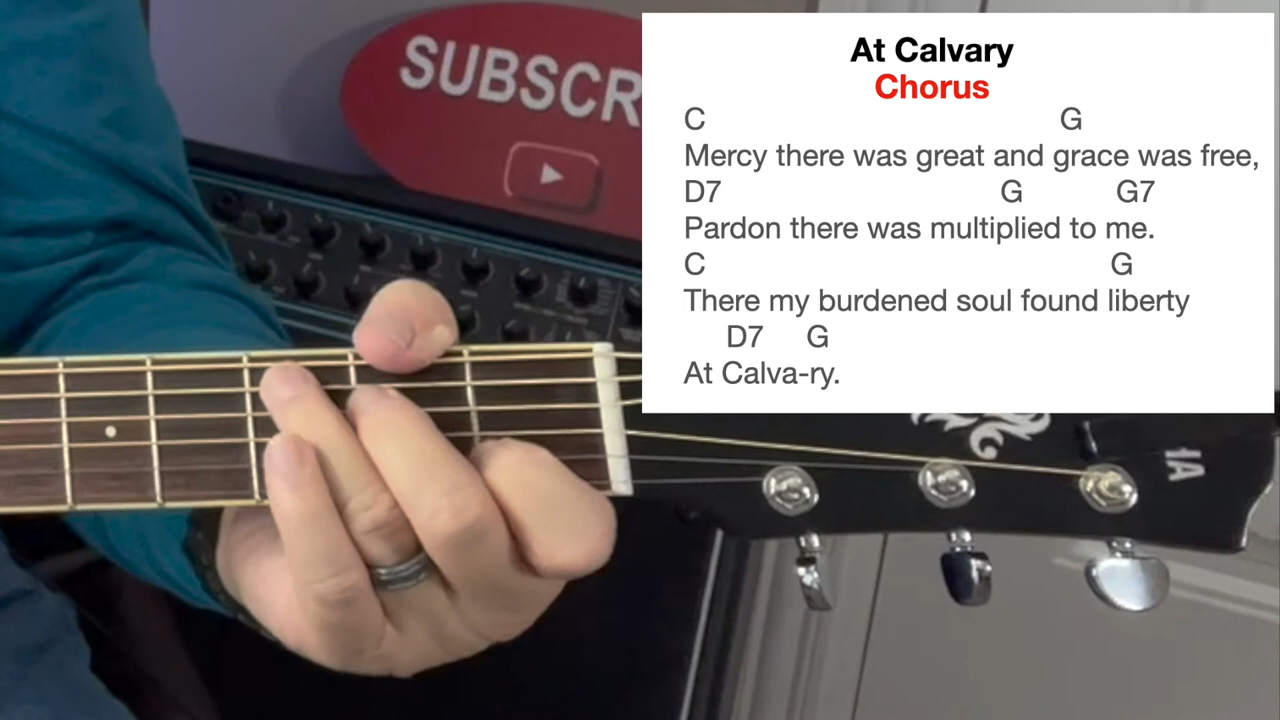 SUBSCR
At Calvary
Chorus
C G
Mercy there was great and grace was free,
D7 G G7
Pardon there was multiplied to me.
C G
There my burdened soul found liberty
D7 G
At Calva-ry.